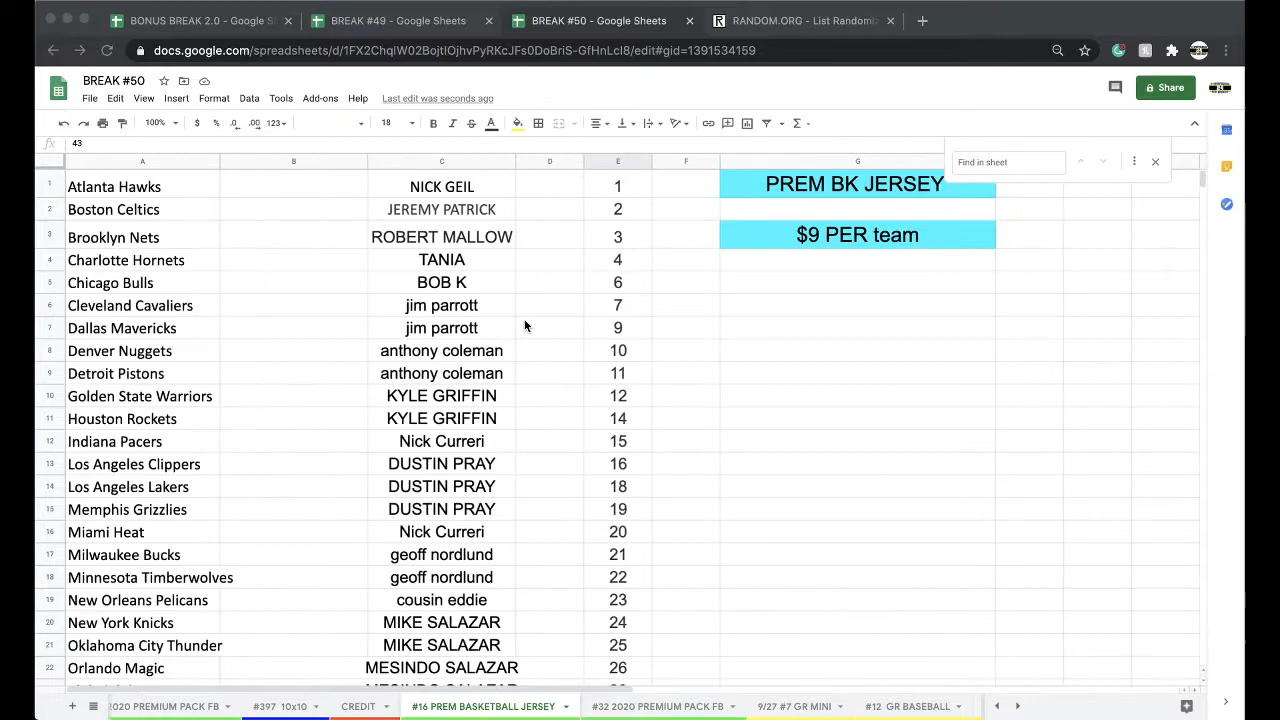 BONUS BREAK 2.0 - Google S
BREAK #49 - Google Sheets
BREAK #50 - Google Sheets
RANDOM.ORG - List Randomiz
docs.google.com/spreadsheets/d/1FX2ChqlW02BojtIOjhvPyRKcJFs0DoBriS-GfHnLcI8/edit#gid=1391534159
BREAK #50
File Edit View Insert Format Data Tools Add-ons Help Last edit was seconds ago
Share
100% $ % .0 .00 123 18 B I S A
fx 43
Find in sheet
A B C D E F G
1 Atlanta Hawks NICK GEIL 1 PREM BK JERSEY
2 Boston Celtics JEREMY PATRICK 2
3 Brooklyn Nets ROBERT MALLOW 3 $9 PER team
4 Charlotte Hornets TANIA 4
5 Chicago Bulls BOB K 6
6 Cleveland Cavaliers jim parrott 7
7 Dallas Mavericks jim parrott 9
8 Denver Nuggets anthony coleman 10
9 Detroit Pistons anthony coleman 11
10 Golden State Warriors KYLE GRIFFIN 12
11 Houston Rockets KYLE GRIFFIN 14
12 Indiana Pacers Nick Curreri 15
13 Los Angeles Clippers DUSTIN PRAY 16
14 Los Angeles Lakers DUSTIN PRAY 18
15 Memphis Grizzlies DUSTIN PRAY 19
16 Miami Heat Nick Curreri 20
17 Milwaukee Bucks geoff nordlund 21
18 Minnesota Timberwolves geoff nordlund 22
19 New Orleans Pelicans cousin eddie 23
20 New York Knicks MIKE SALAZAR 24
21 Oklahoma City Thunder MIKE SALAZAR 25
22 Orlando Magic MESINDO SALAZAR 26
2020 PREMIUM PACK FB #397 10x10 CREDIT #16 PREM BASKETBALL JERSEY #32 2020 PREMIUM PACK FB 9/27 #7 GR MINI #12 GR BASEBALL